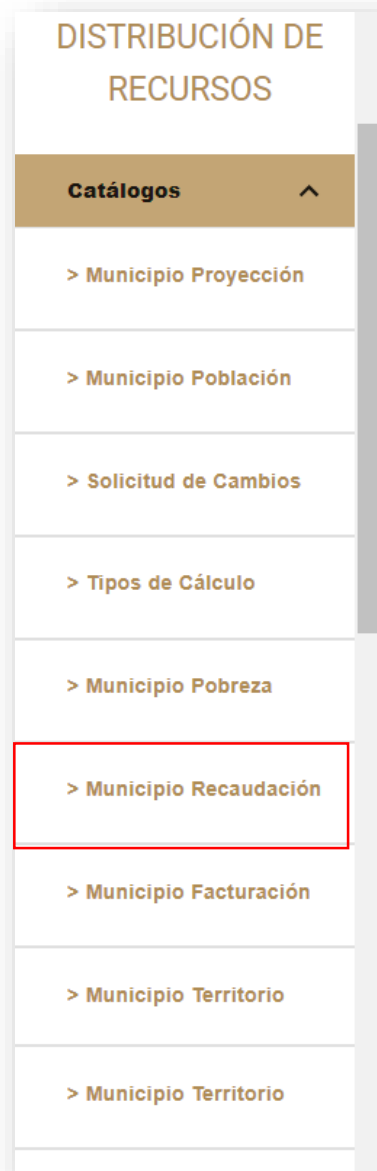 DISTRIBUCIÓN DE
RECURSOS
Catálogos
> Municipio Proyección
> Municipio Población
> Solicitud de Cambios
> Tipos de Cálculo
> Municipio Pobreza
> Municipio Recaudación
> Municipio Facturación
> Municipio Territorio
> Municipio Territorio